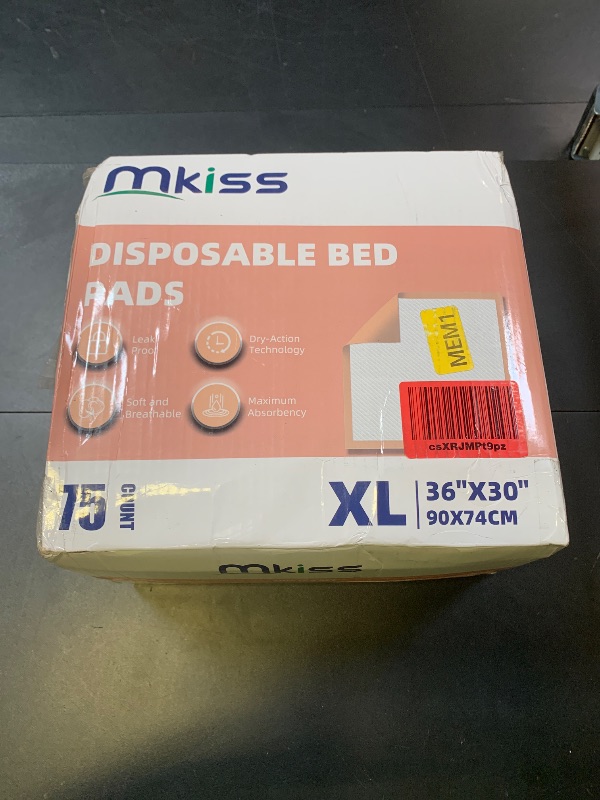 mkiss
DISPOSABLE BED
PADS
Leak
Proof
Dry-Action
Technology
Soft and
Breathable
Maximum
Absorbency
MEM1
csXRJMPt9pz
75 COUNT
XL
36"X30"
90X74CM
mkiss